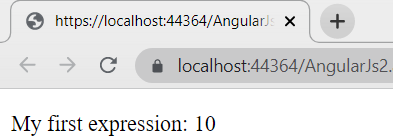 https://localhost:44364/AngularJs
localhost:44364/AngularJs2.
My first expression: 10